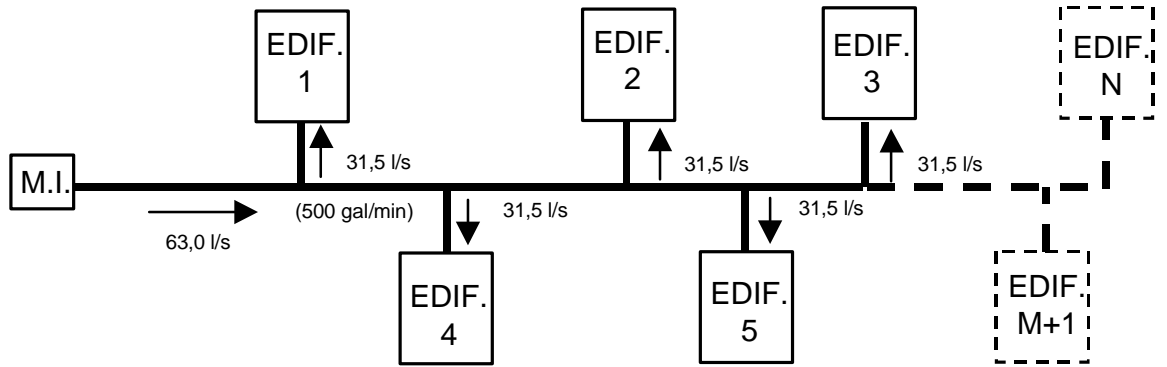 EDIF.
1
EDIF.
2
EDIF.
3
EDIF.
N
31,5 l/s
31,5 l/s
31,5 l/s
M.I.
(500 gal/min)
31,5 l/s
31,5 l/s
63,0 l/s
EDIF.
4
EDIF.
5
EDIF.
M+1